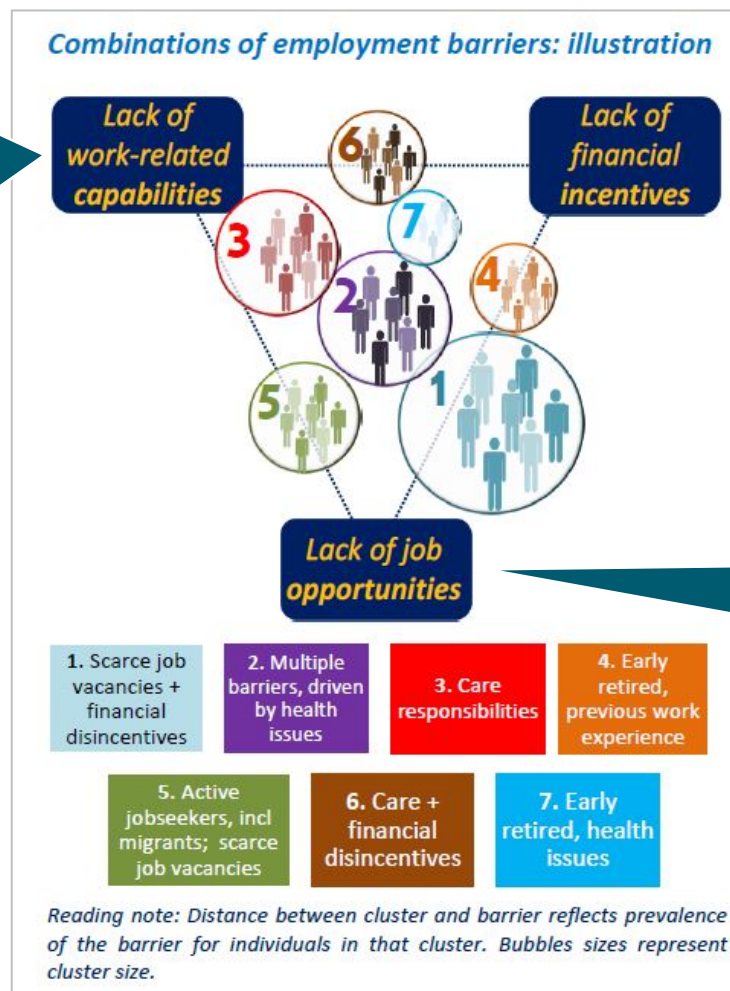 Combinations of employment barriers: illustration
Lack of
work-related
capabilities
Lack of
financial
incentives
6
7
3
4
2
1
5
Lack of job
opportunities
1. Scarce job
vacancies +
financial
disincentives
2. Multiple
barriers, driven
by health
issues
3. Care
responsibilities
4. Early
retired,
previous work
experience
5. Active
jobseekers, incl
migrants; scarce
job vacancies
6. Care +
financial
disincentives
7. Early
retired, health
issues
Reading note: Distance between cluster and barrier reflects prevalence
of the barrier for individuals in that cluster. Bubbles sizes represent
cluster size.